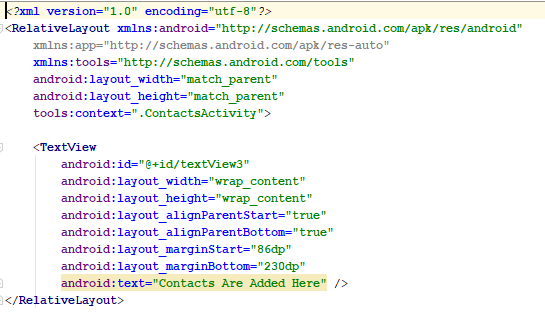 <?xml version="1.0" encoding="utf-8"?>
<RelativeLayout xmlns:android="http://schemas.android.com/apk/res/android"
    xmlns:app="http://schemas.android.com/apk/res-auto"
    xmlns:tools="http://schemas.android.com/tools"
    android:layout_width="match_parent"
    android:layout_height="match_parent"
    tools:context=".ContactsActivity">

    <TextView
        android:id="@+id/textView3"
        android:layout_width="wrap_content"
        android:layout_height="wrap_content"
        android:layout_alignParentStart="true"
        android:layout_alignParentBottom="true"
        android:layout_marginStart="86dp"
        android:layout_marginBottom="230dp"
        android:text="Contacts Are Added Here" />
</RelativeLayout>